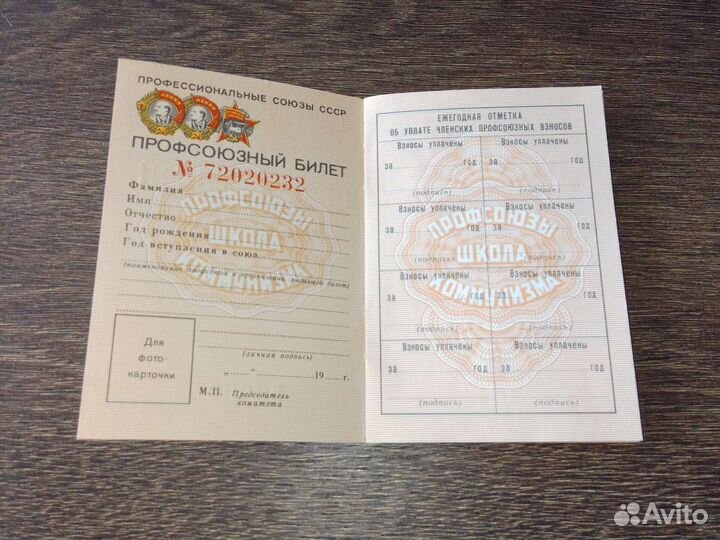 ПРОФЕССИОНАЛЬНЫЕ СОЮЗЫ СССР
ЛЕНИН
ЛЕНИН
ПРОФСОЮЗНЫЙ БИЛЕТ
№ 72020232
Фамилия
Имя
Отчество
Год рождения
Год вступления в союз
(наименование профсоюза и организации, выдавшей билет)
ПРОФСОЮЗЫ
ШКОЛА
КОММУНИЗМА
(личная подпись)
Для
фото-
карточки
„ “ 19 г.
М.П. Председатель
комитета
ЕЖЕГОДНАЯ ОТМЕТКА
ОБ УПЛАТЕ ЧЛЕНСКИХ ПРОФСОЮЗНЫХ ВЗНОСОВ
Взносы уплачены Взносы уплачены
за год за год
(подпись) (подпись)
Взносы уплачены Взносы уплачены
за год за год
(подпись) (подпись)
Взносы уплачены Взносы уплачены
за год за год
(подпись) (подпись)
Взносы уплачены Взносы уплачены
за год за год
(подпись) (подпись)
ПРОФСОЮЗЫ
ШКОЛА
КОММУНИЗМА
Avito